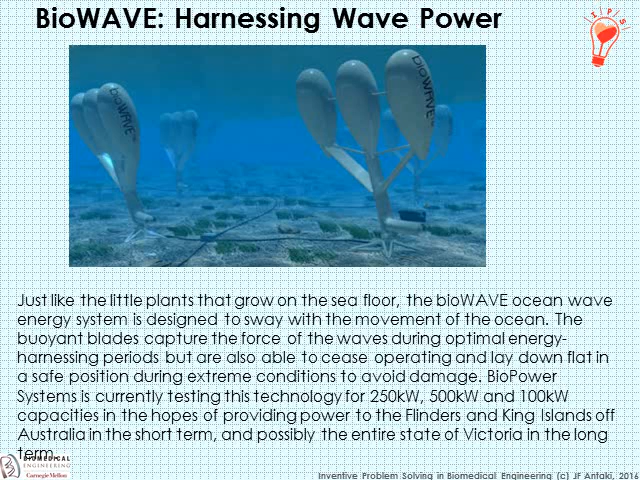 BioWAVE: Harnessing Wave Power
I P S
bioWAVE
bioWAVE
Just like the little plants that grow on the sea floor, the bioWAVE ocean wave
energy system is designed to sway with the movement of the ocean. The
buoyant blades capture the force of the waves during optimal energy-
harnessing periods but are also able to cease operating and lay down flat in
a safe position during extreme conditions to avoid damage. BioPower
Systems is currently testing this technology for 250kW, 500kW and 100kW
capacities in the hopes of providing power to the Flinders and King Islands off
Australia in the short term, and possibly the entire state of Victoria in the long
term.
BIOMEDICAL
ENGINEERING
Carnegie Mellon
Inventive Problem Solving in Biomedical Engineering (c) JF Antaki, 2016